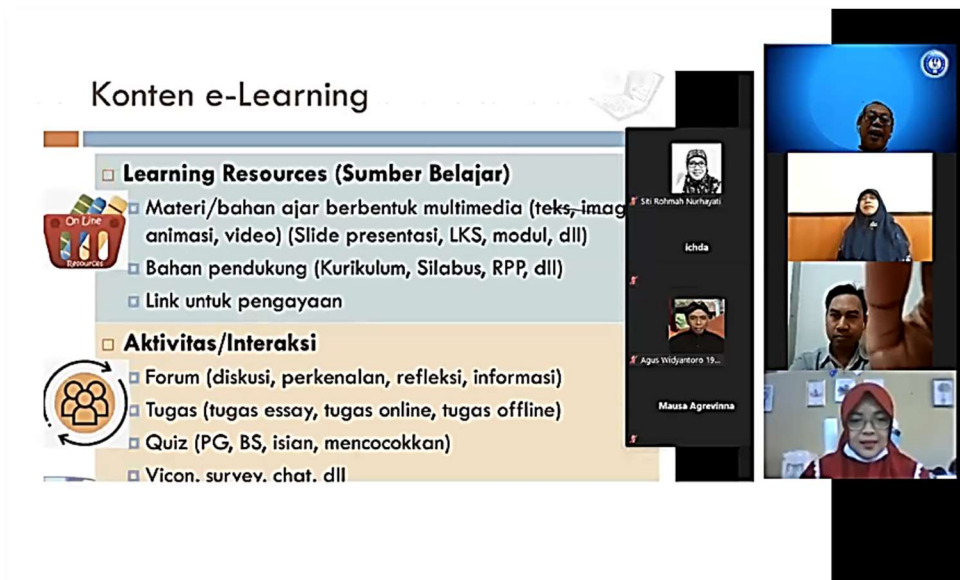 Konten e-Learning
Learning Resources (Sumber Belajar)
Materi/bahan ajar berbentuk multimedia (teks, imag
animasi, video) (Slide presentasi, LKS, modul, dll)
Bahan pendukung (Kurikulum, Silabus, RPP, dll)
Link untuk pengayaan
On Line
Resources
Aktivitas/Interaksi
Forum (diskusi, perkenalan, refleksi, informasi)
Tugas (tugas essay, tugas online, tugas offline)
Quiz (PG, BS, isian, mencocokkan)
Vicon, survey, chat, dll
Siti Rohmah Nurhayati
ichda
Agus Widyantoro 19...
Mausa Agrevinna